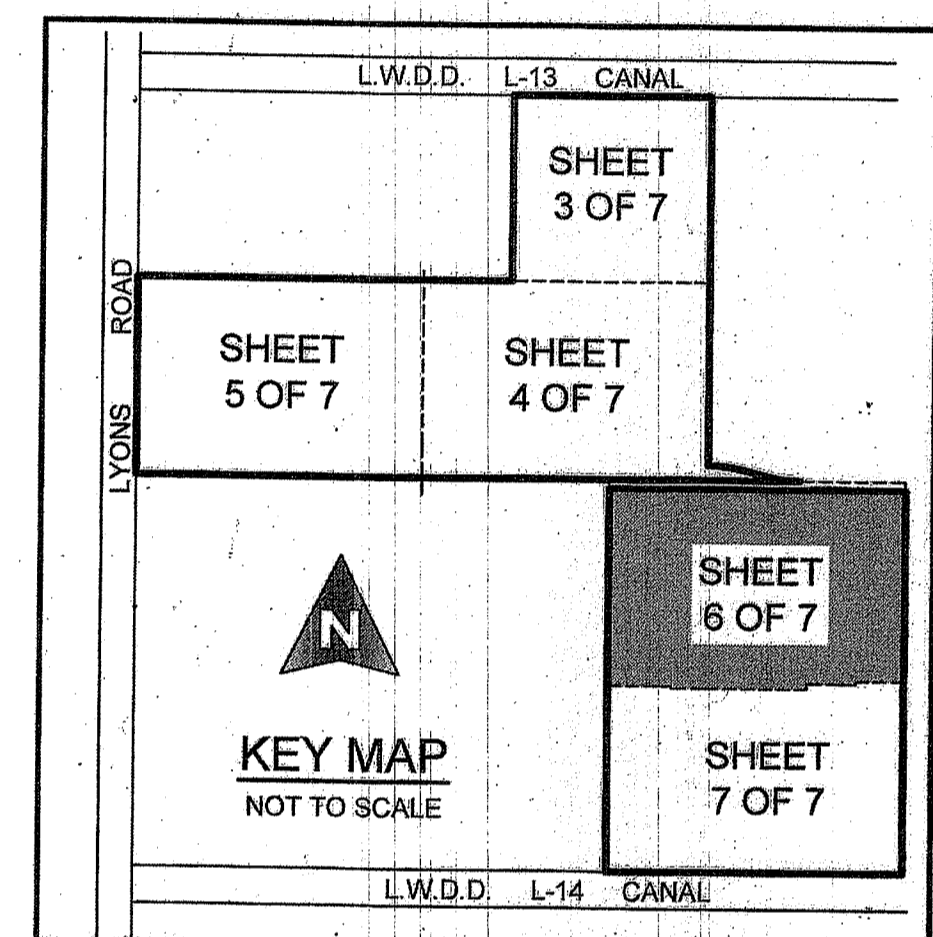 L.W.D.D. L-13 CANAL
SHEET
3 OF 7
LYONS ROAD
SHEET
5 OF 7
SHEET
4 OF 7
SHEET
6 OF 7
N
KEY MAP
NOT TO SCALE
SHEET
7 OF 7
L.W.D.D. L-14 CANAL